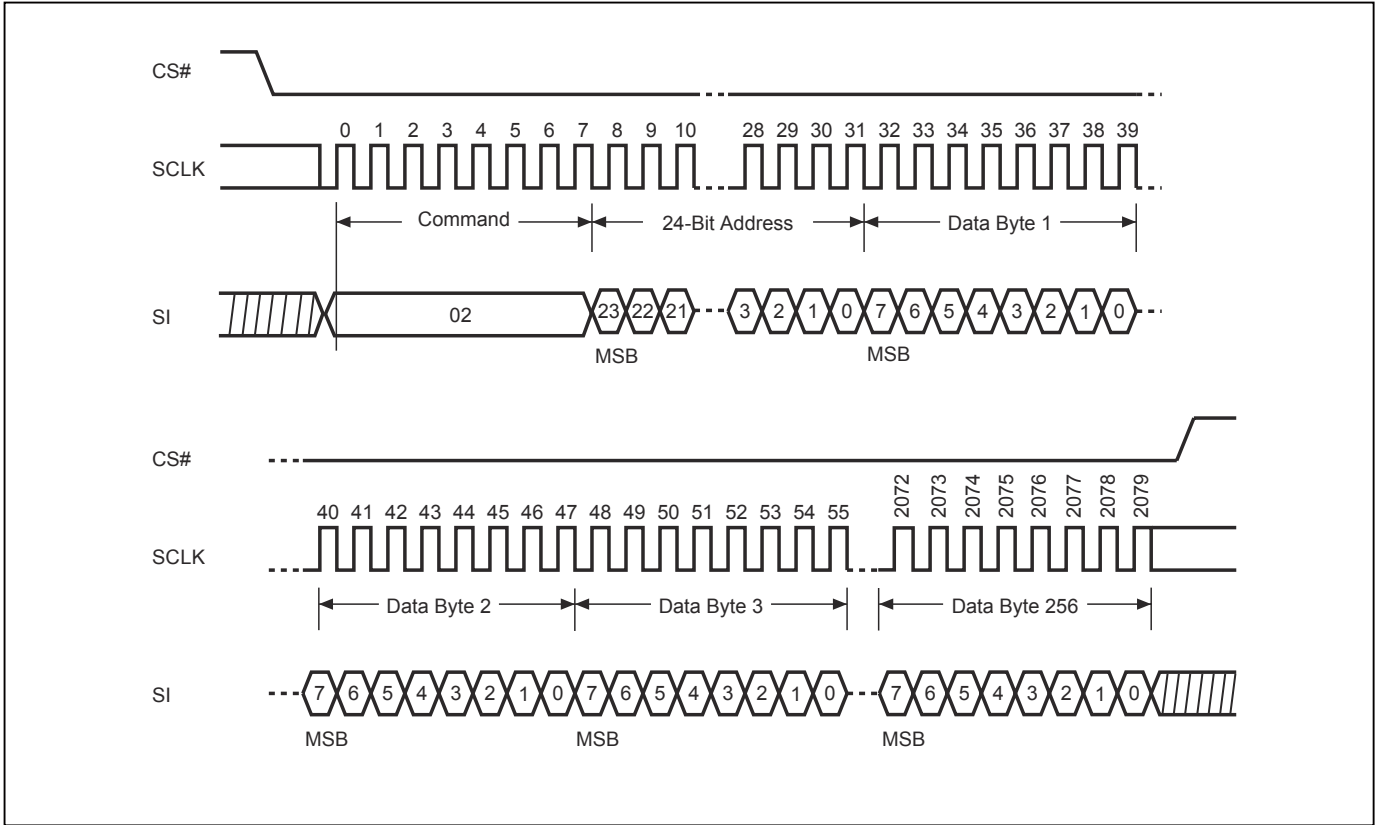 CS#
0 1 2 3 4 5 6 7 8 9 10 28 29 30 31 32 33 34 35 36 37 38 39
SCLK
Command 24-Bit Address Data Byte 1
SI 02 23 22 21 3 2 1 0 7 6 5 4 3 2 1 0
MSB MSB
CS#
2072 2073 2074 2075 2076 2077 2078 2079
40 41 42 43 44 45 46 47 48 49 50 51 52 53 54 55
SCLK
Data Byte 2 Data Byte 3 Data Byte 256
SI 7 6 5 4 3 2 1 0 7 6 5 4 3 2 1 0 7 6 5 4 3 2 1 0
MSB MSB MSB